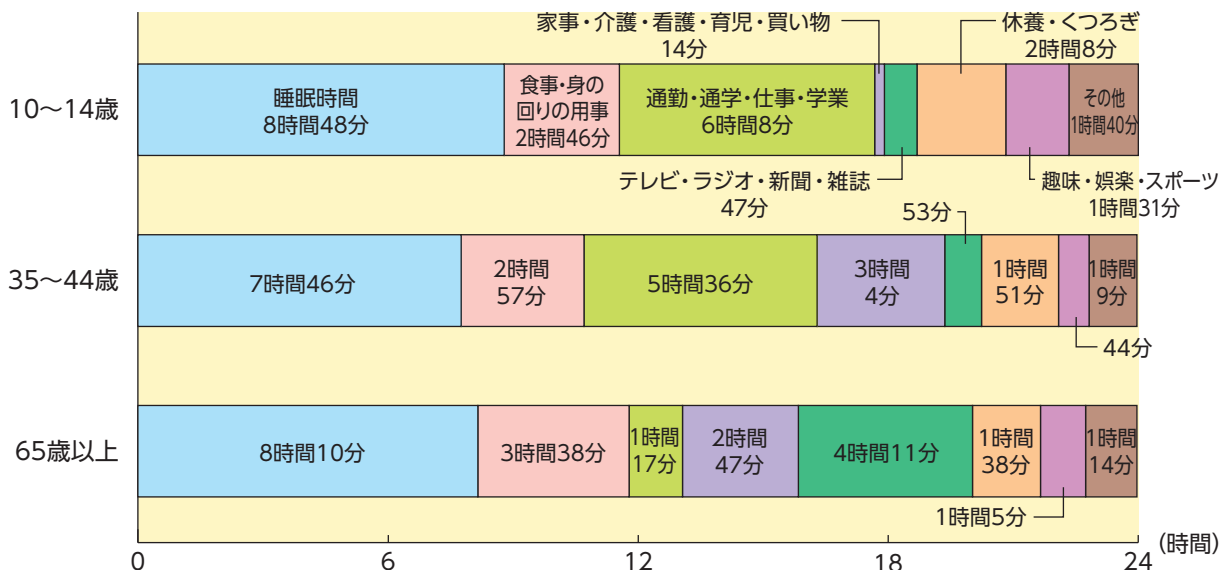 家事・介護・看護・育児・買い物
14分
休養・くつろぎ
2時間8分
10～14歳
睡眠時間
8時間48分
食事・身の
回りの用事
2時間46分
通勤・通学・仕事・学業
6時間8分
その他
1時間40分
テレビ・ラジオ・新聞・雑誌
47分
趣味・娯楽・スポーツ
1時間31分
53分
35～44歳
7時間46分
2時間
57分
5時間36分
3時間
4分
1時間
51分
1時間
9分
44分
65歳以上
8時間10分
3時間38分
1時間
17分
2時間
47分
4時間11分
1時間
38分
1時間
14分
1時間5分
0
6
12
18
24
(時間)